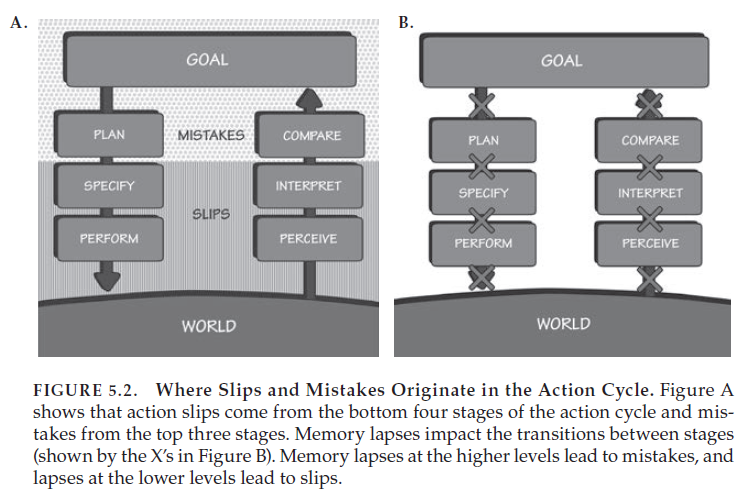 A.
GOAL
PLAN
MISTAKES
COMPARE
SPECIFY
INTERPRET
SLIPS
PERFORM
PERCEIVE
WORLD
B.
GOAL
PLAN
COMPARE
SPECIFY
INTERPRET
PERFORM
PERCEIVE
WORLD
FIGURE 5.2. Where Slips and Mistakes Originate in the Action Cycle. Figure A
shows that action slips come from the bottom four stages of the action cycle and mis-
takes from the top three stages. Memory lapses impact the transitions between stages
(shown by the X's in Figure B). Memory lapses at the higher levels lead to mistakes, and
lapses at the lower levels lead to slips.